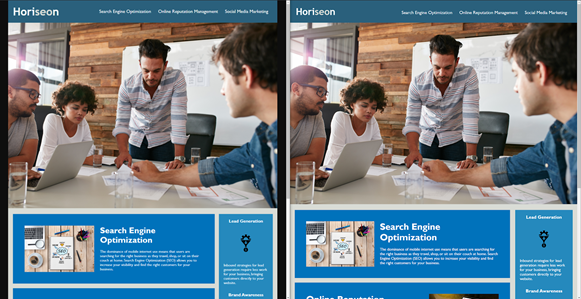 Horiseon
Search Engine Optimization
Online Reputation Management
Social Media Marketing
Search Engine
Optimization
The dominance of mobile internet use means that users are
searching for the right business as they travel, shop, or sit on their
couch at home. Search Engine Optimization (SEO) allows you to
increase your visibility and find the right customers for your
business.
Lead Generation
Inbound strategies for lead
generation require less work
for your business, bringing
customers directly to your
website.
Brand Awareness
Horiseon
Search Engine Optimization
Online Reputation Management
Social Media Marketing
Search Engine
Optimization
The dominance of mobile internet use means that users are searching for
the right business as they travel, shop, or sit on their couch at home. Search
Engine Optimization (SEO) allows you to increase your visibility and find the
right customers for your business.
Online Reputation
Lead Generation
Inbound strategies for lead
generation require less work
for your business, bringing
customers directly to your
website.
Brand Awareness